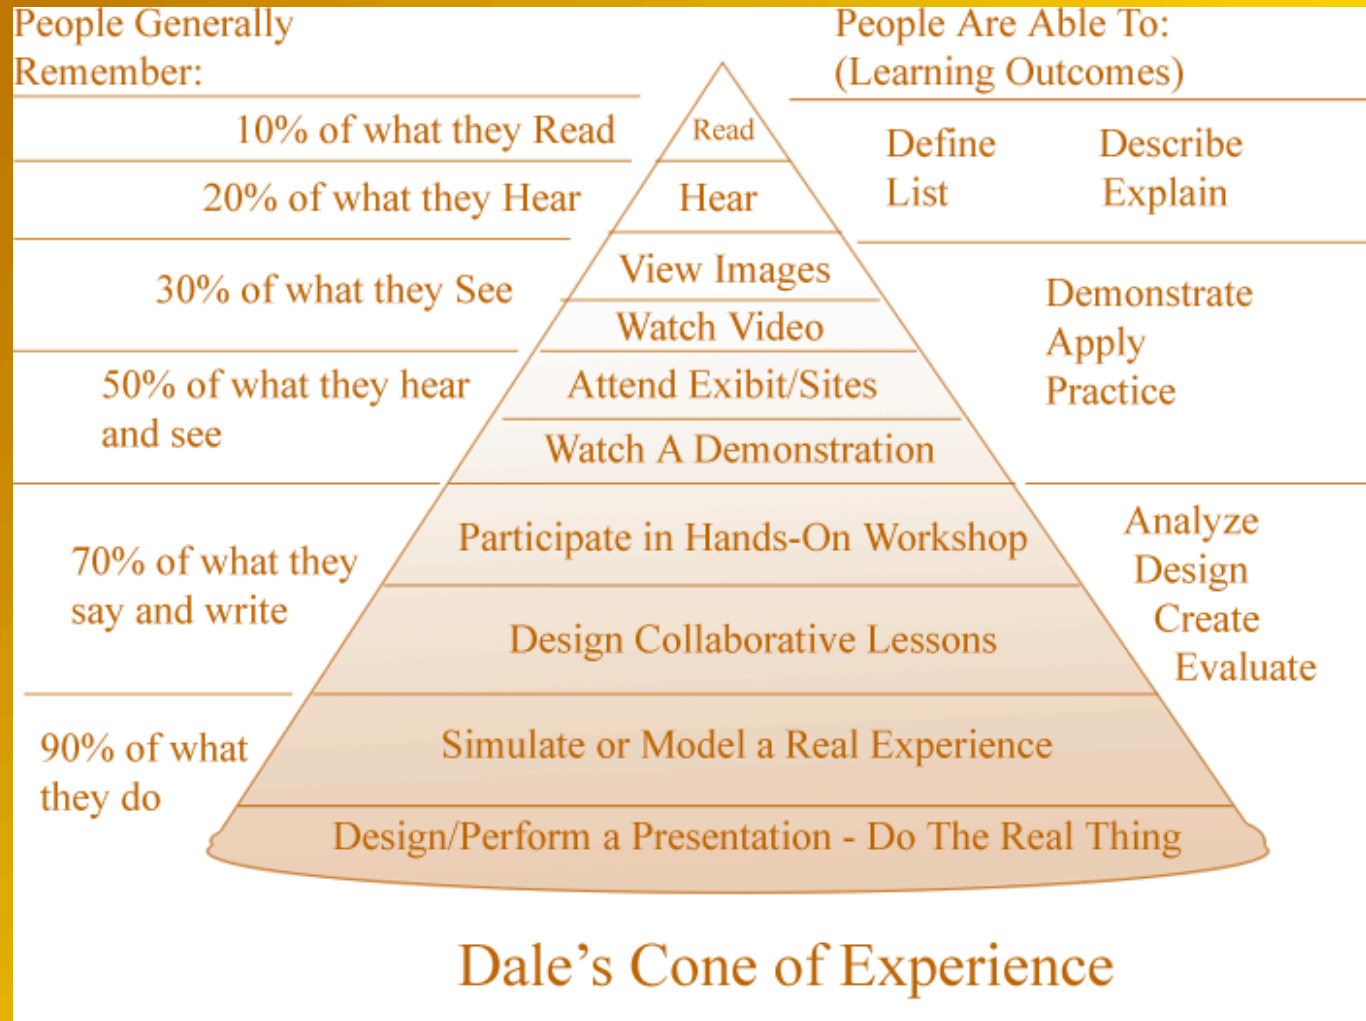 People Generally
Remember:
10% of what they Read
20% of what they Hear
30% of what they See
50% of what they hear
and see
70% of what they
say and write
90% of what
they do
Read
Hear
View Images
Watch Video
Attend Exibit/Sites
Watch A Demonstration
Participate in Hands-On Workshop
Design Collaborative Lessons
Simulate or Model a Real Experience
Design/Perform a Presentation - Do The Real Thing
People Are Able To:
(Learning Outcomes)
Define Describe
List Explain
Demonstrate
Apply
Practice
Analyze
Design
Create
Evaluate
Dale’s Cone of Experience